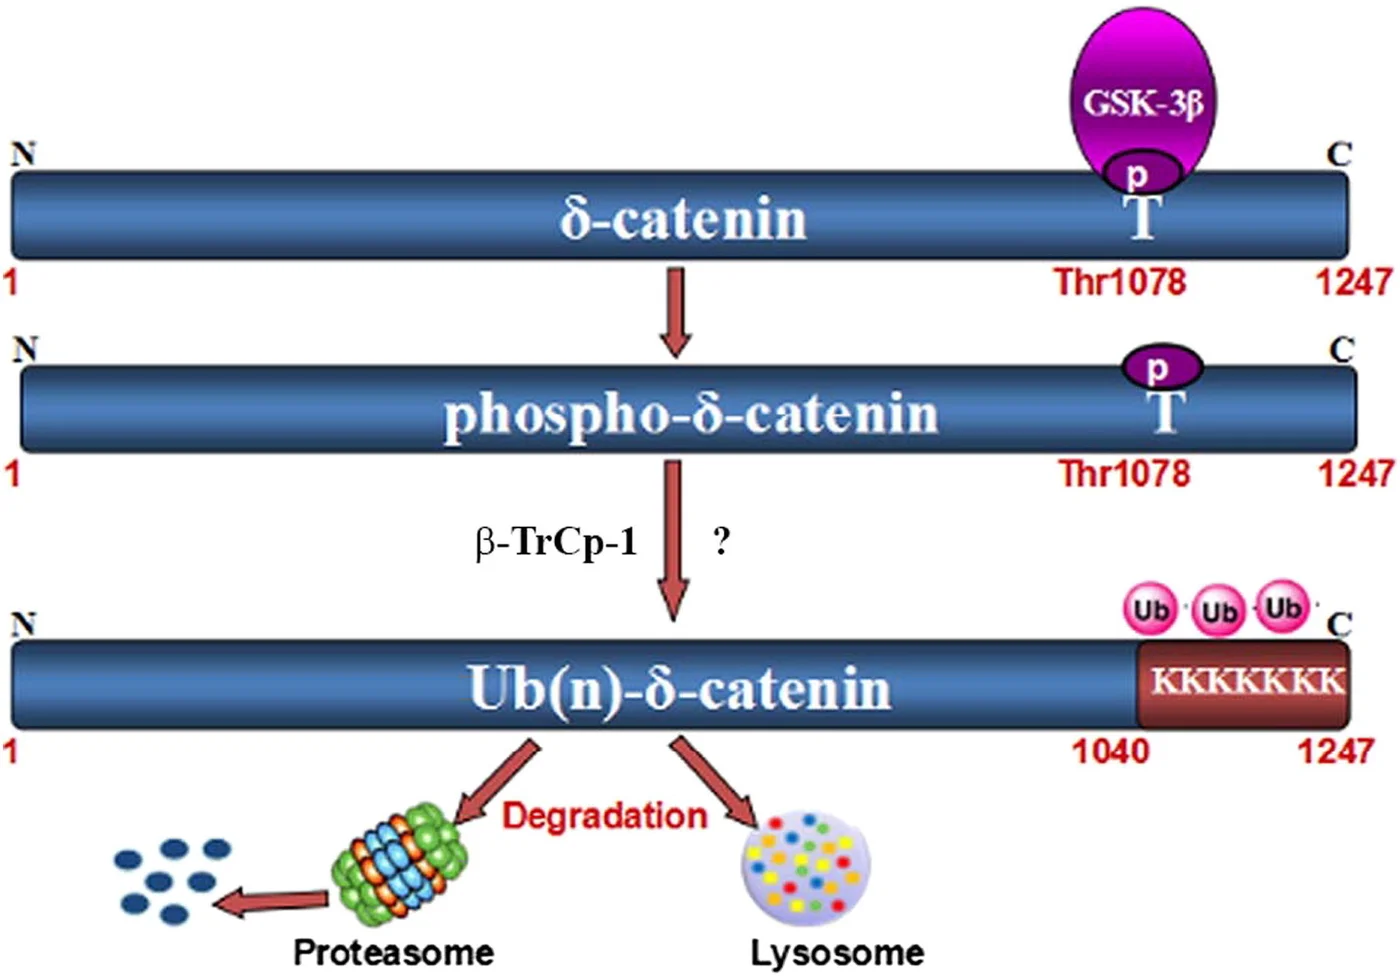 GSK-3β
p
N
C
δ-catenin
T
1
Thr1078
1247
N
C
p
phospho-δ-catenin
T
1
Thr1078
1247
β-TrCp-1
?
Ub
Ub
Ub
N
C
Ub(n)-δ-catenin
KKKKKKK
1
1040
1247
Degradation
Proteasome
Lysosome